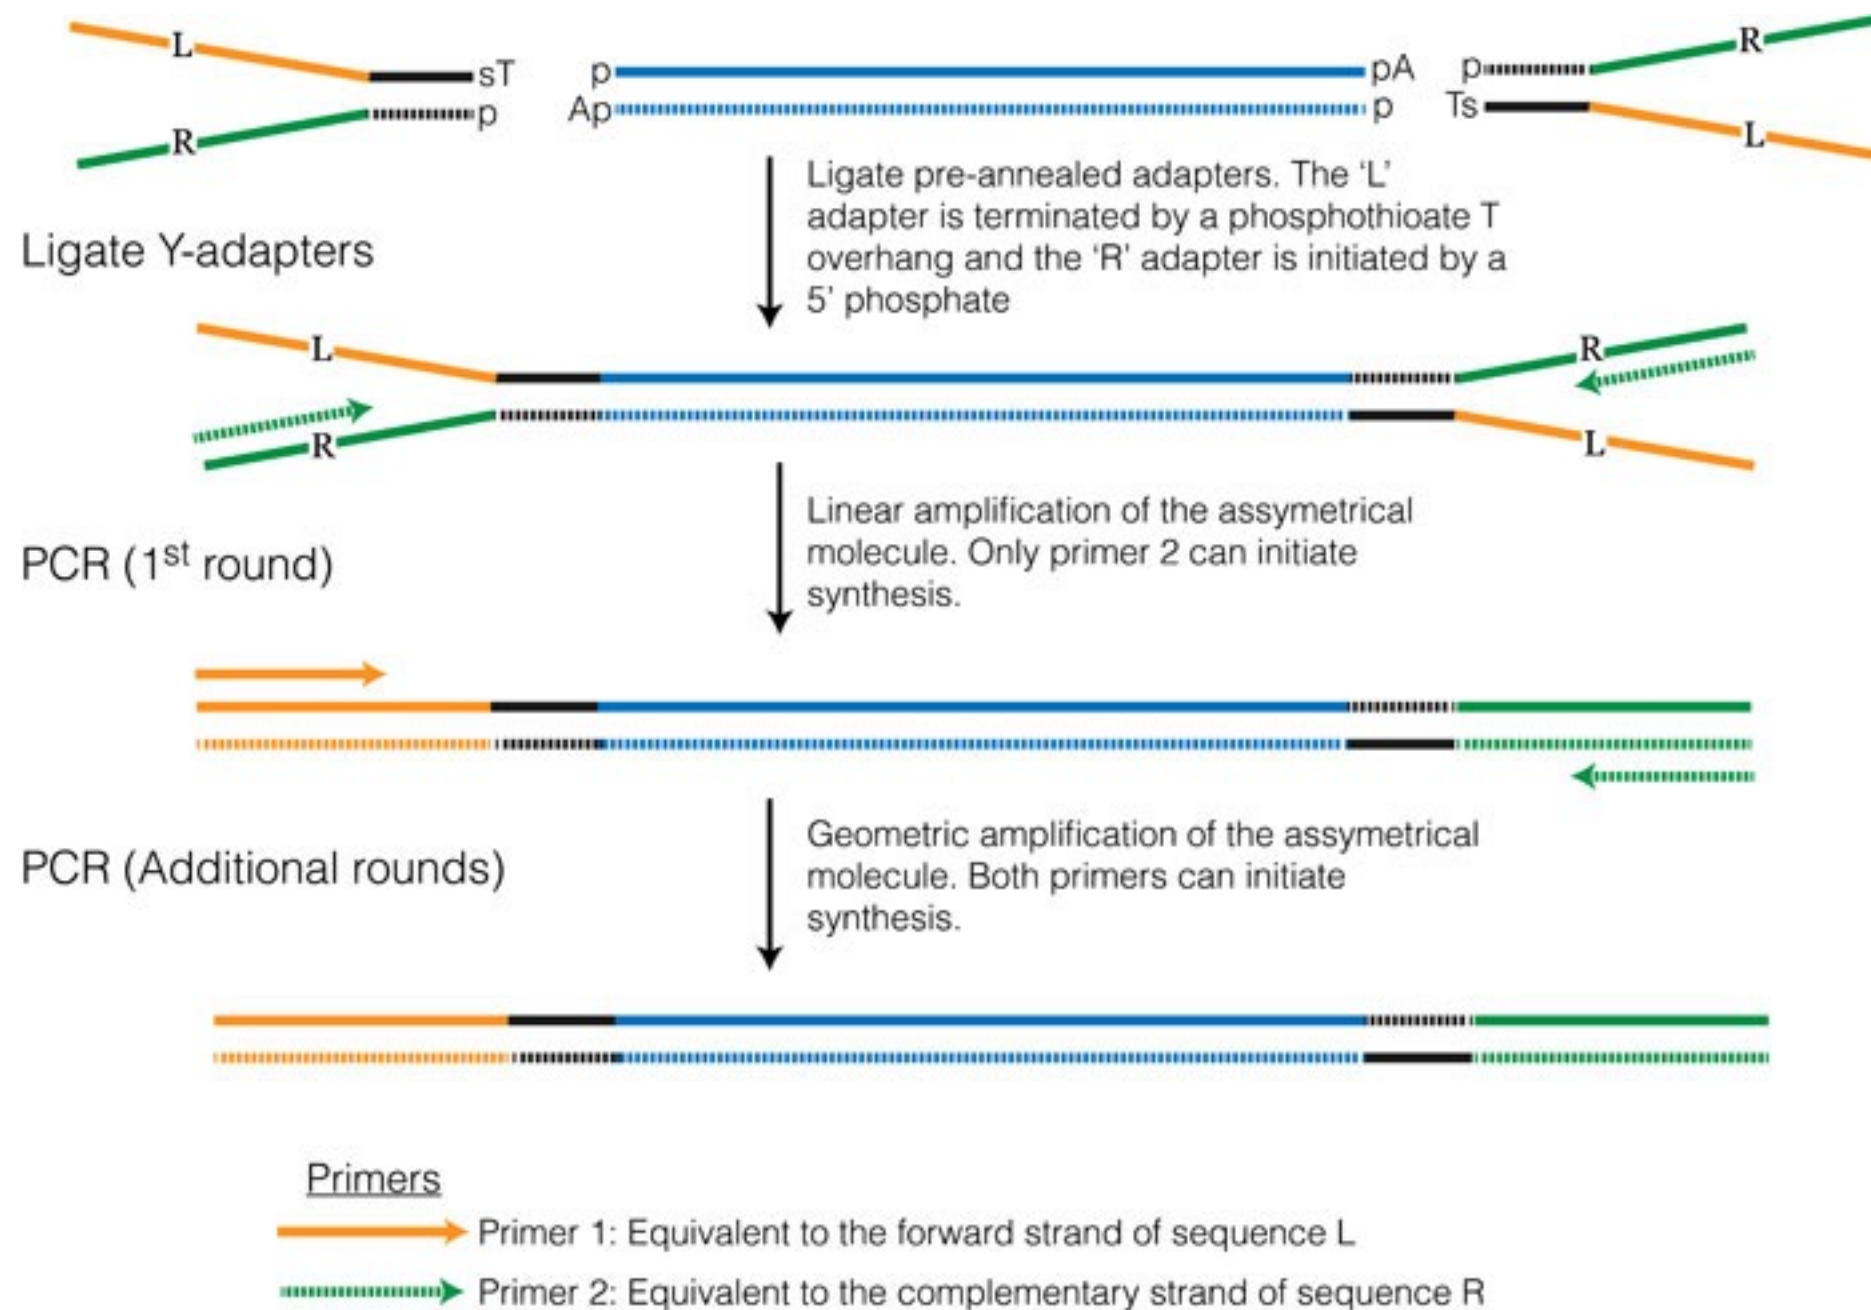 L
sT
p
pA
p
R
R
p
Ap
p
Ts
L
Ligate pre-annealed adapters. The ‘L’
adapter is terminated by a phosphothioate T
overhang and the ‘R’ adapter is initiated by a
5’ phosphate
Ligate Y-adapters
L
R
R
L
Linear amplification of the assymetrical
molecule. Only primer 2 can initiate
synthesis.
PCR (1st round)
Geometric amplification of the assymetrical
molecule. Both primers can initiate
synthesis.
PCR (Additional rounds)
Primers
Primer 1: Equivalent to the forward strand of sequence L
Primer 2: Equivalent to the complementary strand of sequence R